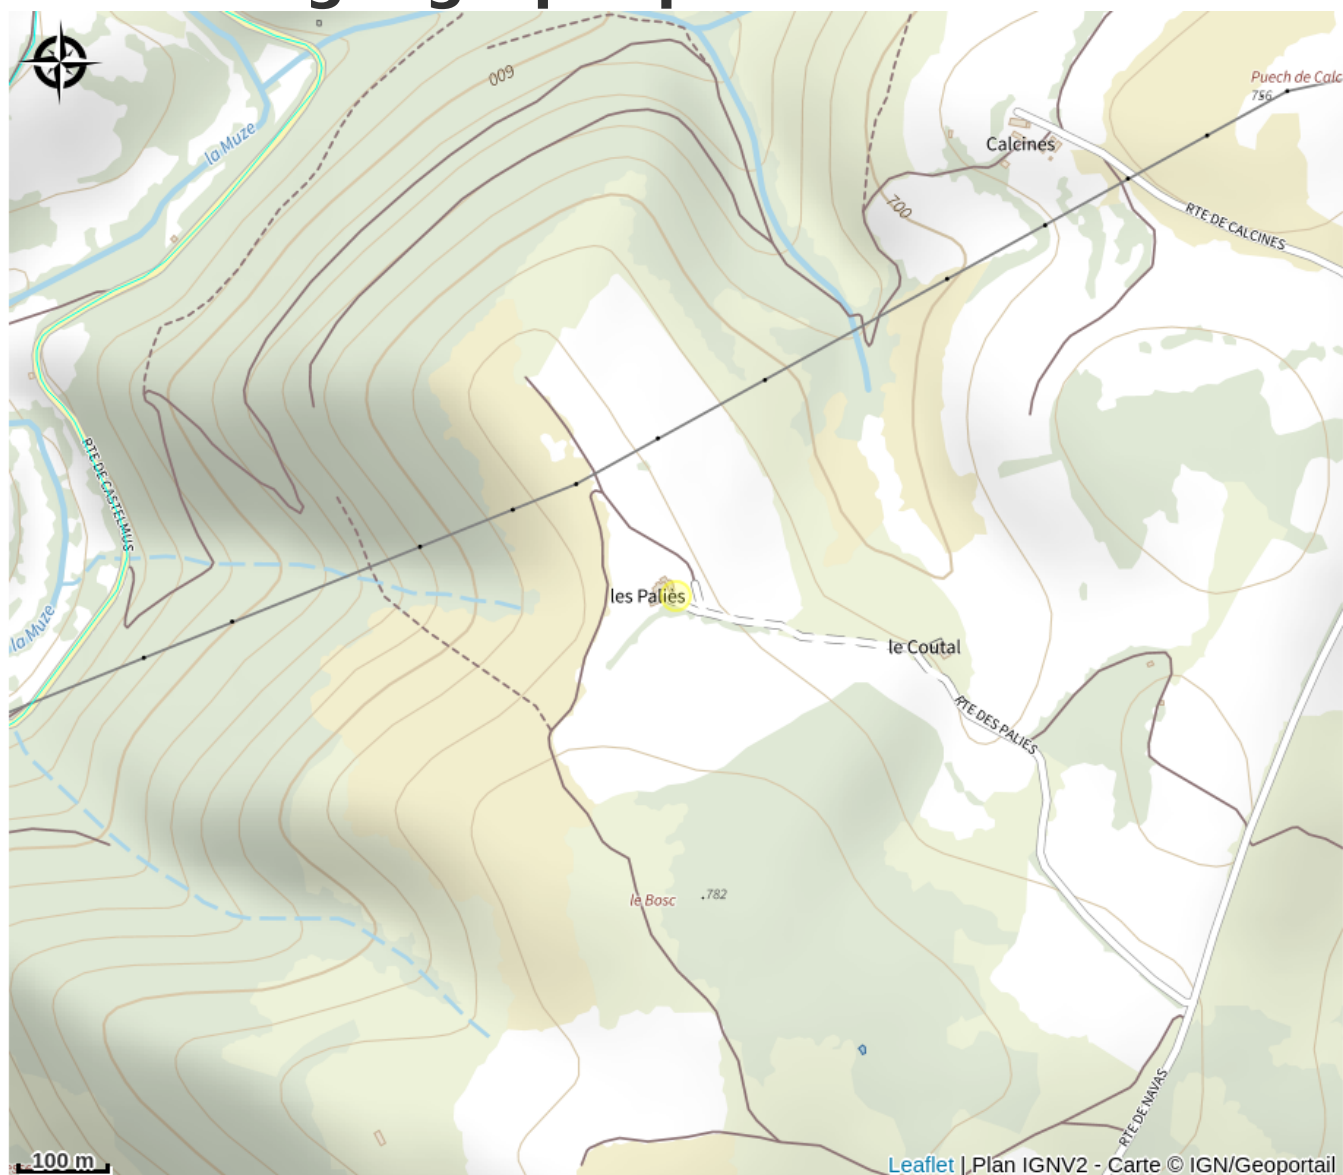 600
la Muze
Puech de Calc
756
Calcines
700
RTE DE CALCINES
RTE DE CASTELMUS
les Paliès
la Muze
le Coutal
RTE DES PALIES
le Bosc
.782
RTE DE NAVAS
100 m
Leaflet | Plan IGNV2 - Carte © IGN/Geoportail